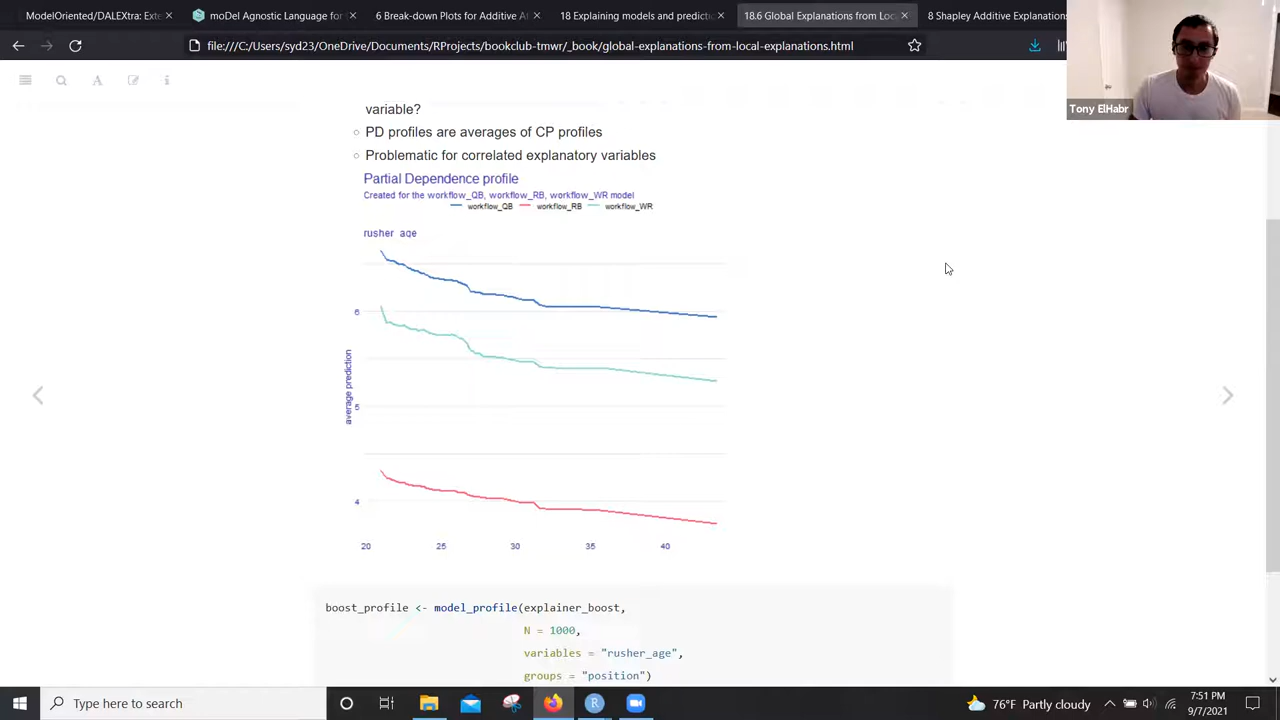 ModelOriented/DALEXtra: Exte
moDel Agnostic Language for
6 Break-down Plots for Additive At
18 Explaining models and predicti
18.6 Global Explanations from Loc
8 Shapley Additive Explanations
file:///C:/Users/syd23/OneDrive/Documents/RProjects/bookclub-tmwr/_book/global-explanations-from-local-explanations.html
Tony ElHabr
variable?
PD profiles are averages of CP profiles
Problematic for correlated explanatory variables
Partial Dependence profile
Created for the workflow_QB, workflow_RB, workflow_WR model
workflow_QB workflow_RB workflow_WR
rusher_age
6
5
4
average prediction
20 25 30 35 40
boost_profile <- model_profile(explainer_boost,
N = 1000,
variables = "rusher_age",
groups = "position")
Type here to search
76°F Partly cloudy
7:51 PM
9/7/2021